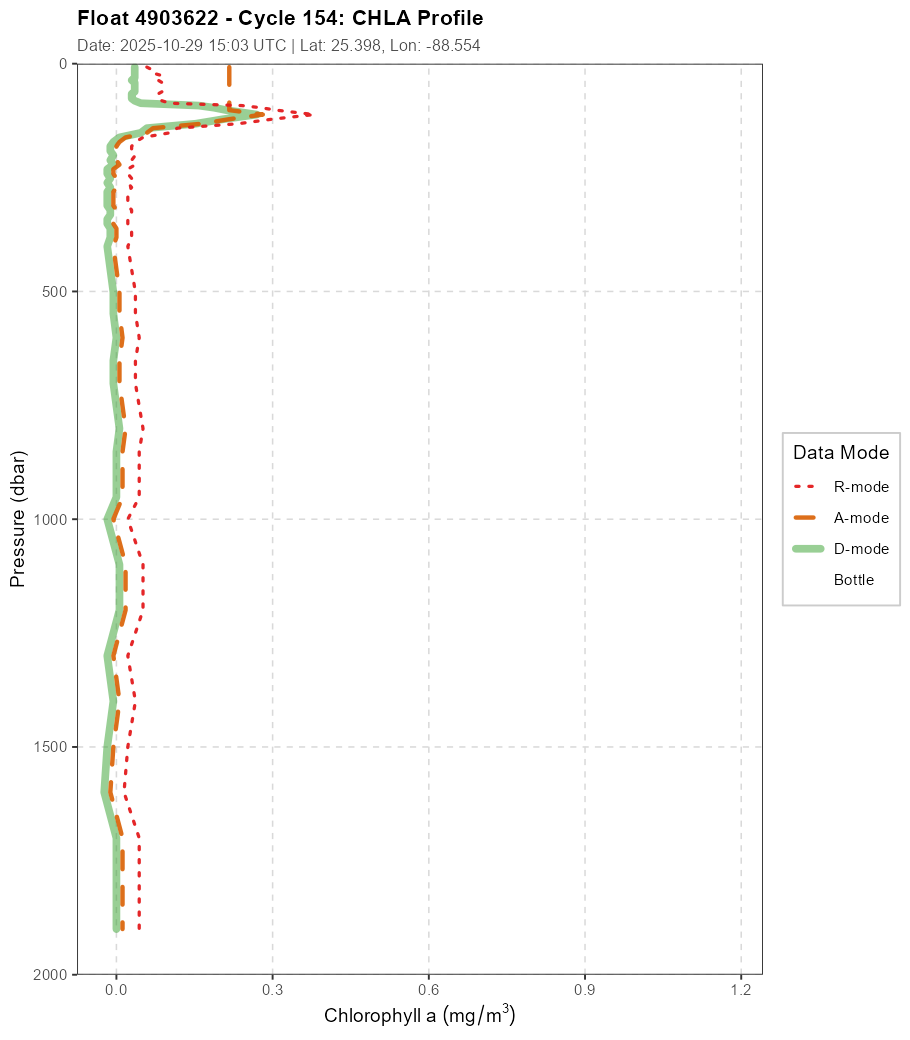 Float 4903622 - Cycle 154: CHLA Profile
Date: 2025-10-29 15:03 UTC | Lat: 25.398, Lon: -88.554
0
500
1000
1500
2000
Pressure (dbar)
0.0 0.3 0.6 0.9 1.2
Chlorophyll a (mg/m³)
Data Mode
R-mode
A-mode
D-mode
Bottle